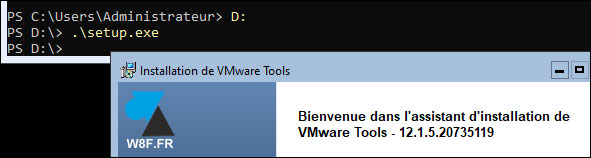 PS C:\Users\Administrateur> D:
PS D:\> .\setup.exe
PS D:\>
Installation de VMware Tools
Bienvenue dans l'assistant d'installation de
VMware Tools - 12.1.5.20735119
W8F.FR